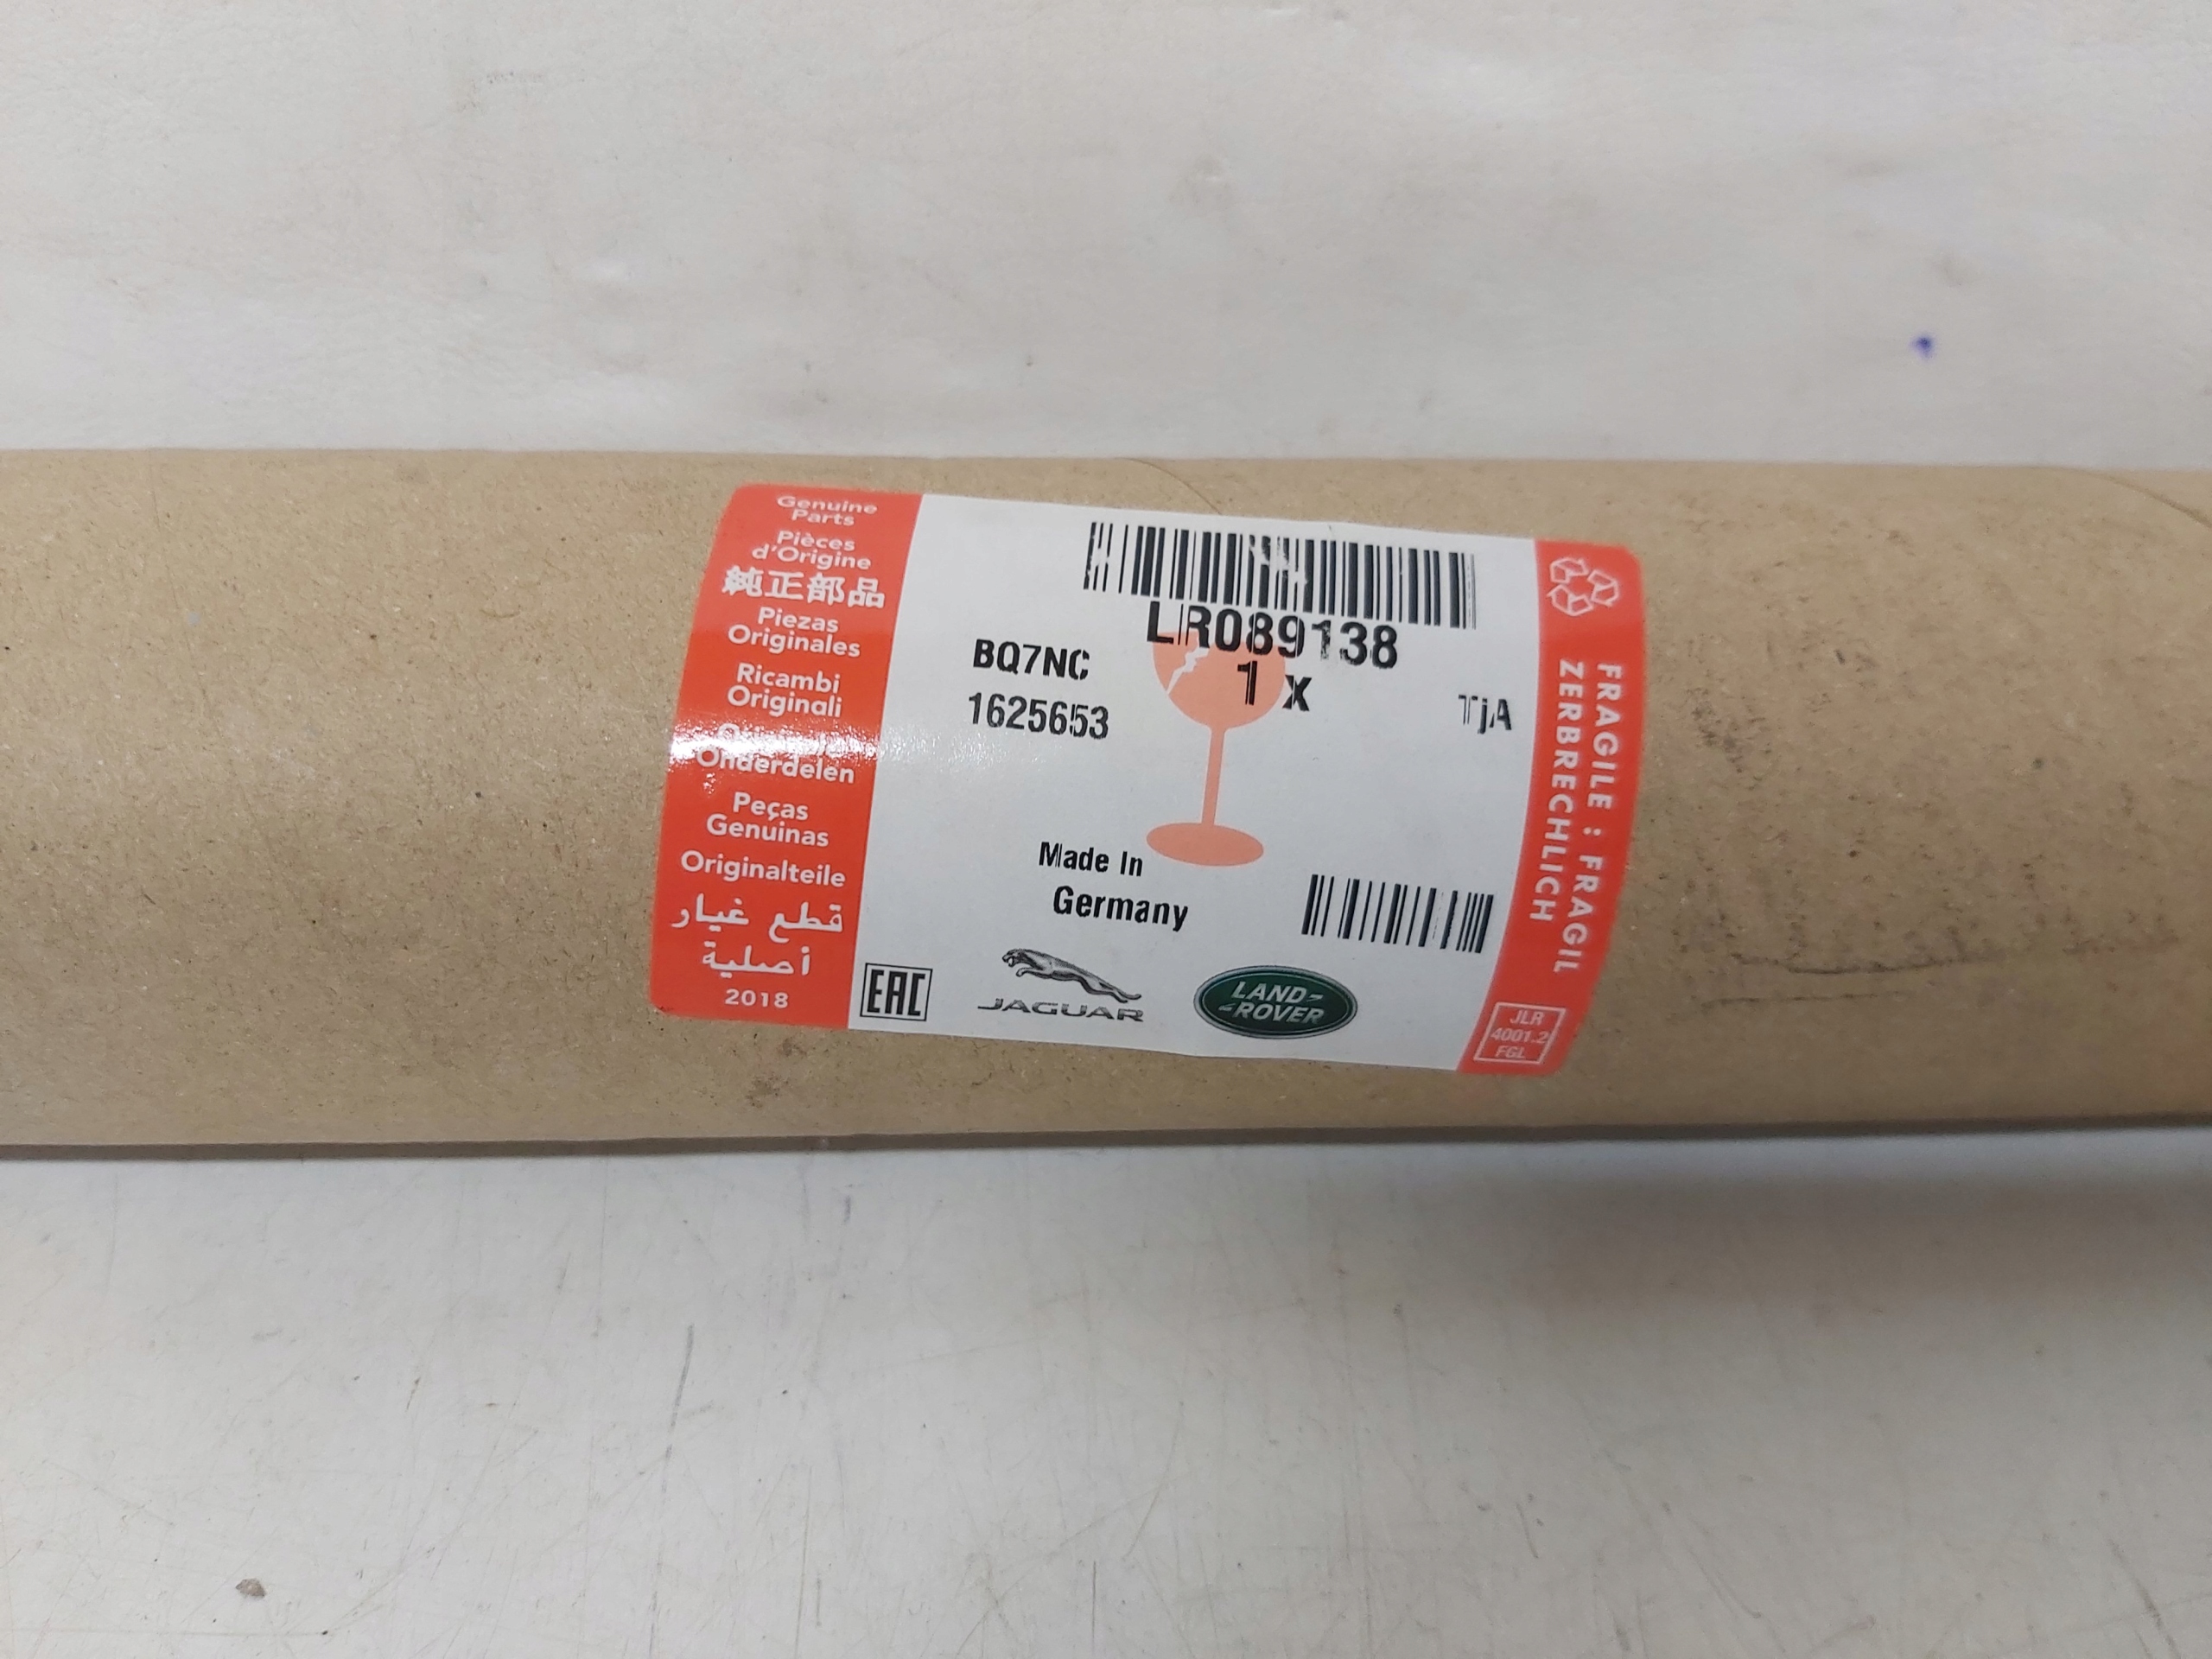 Genuine
Parts
Pièces
d'Origine
純正部品
Piezas
Originales
Ricambi
Originali
Onderdelen
Peças
Genuínas
Originalteile
قطع غيار
أصلية
2018
LR089138
1 x
BQ7NC
1625653
TjA
Made In
Germany
EAC
JAGUAR
LAND-
-ROVER
FRAGILE : FRAGIL
ZERBRECHLICH
JLR
4001.2
FGL